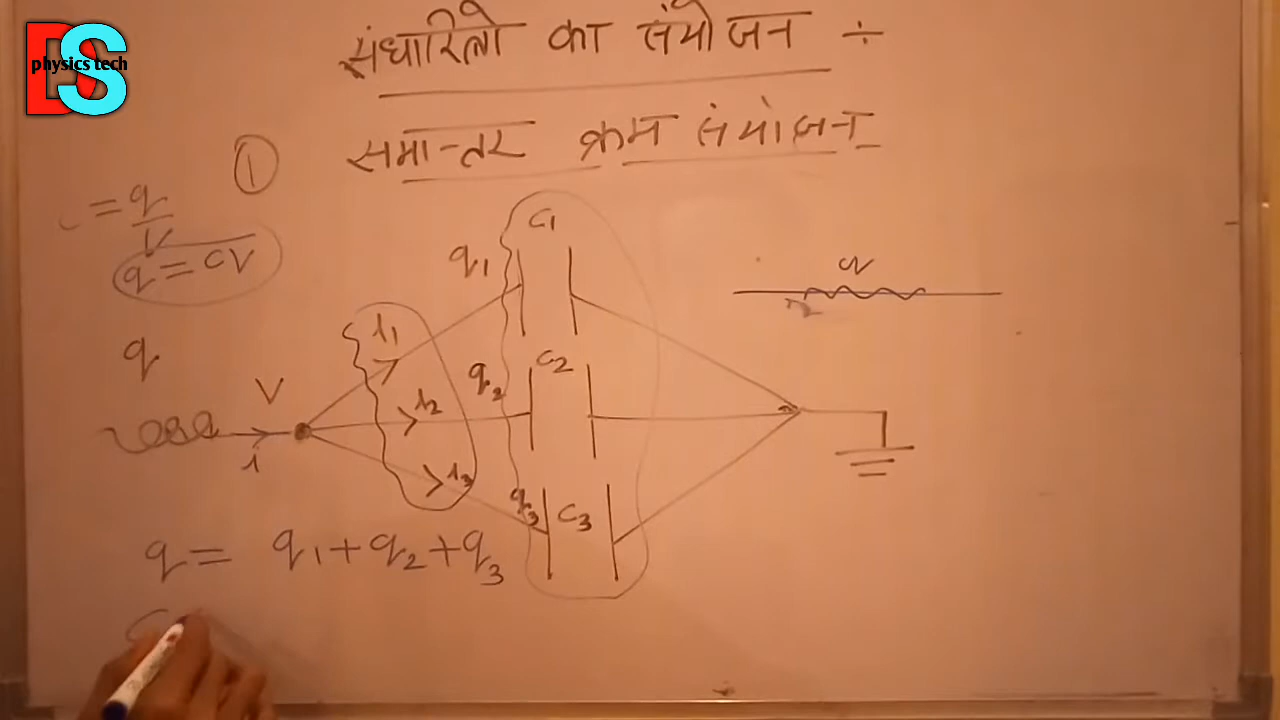 DS
physics tech
संधारित्रो का संयोजन ÷
① समान्तर क्रम संयोजन
= q/V
q = CV
q
V
i
i₁
i₂
i₃
q₁
C₁
q₂
C₂
q₃
C₃
q = q₁ + q₂ + q₃